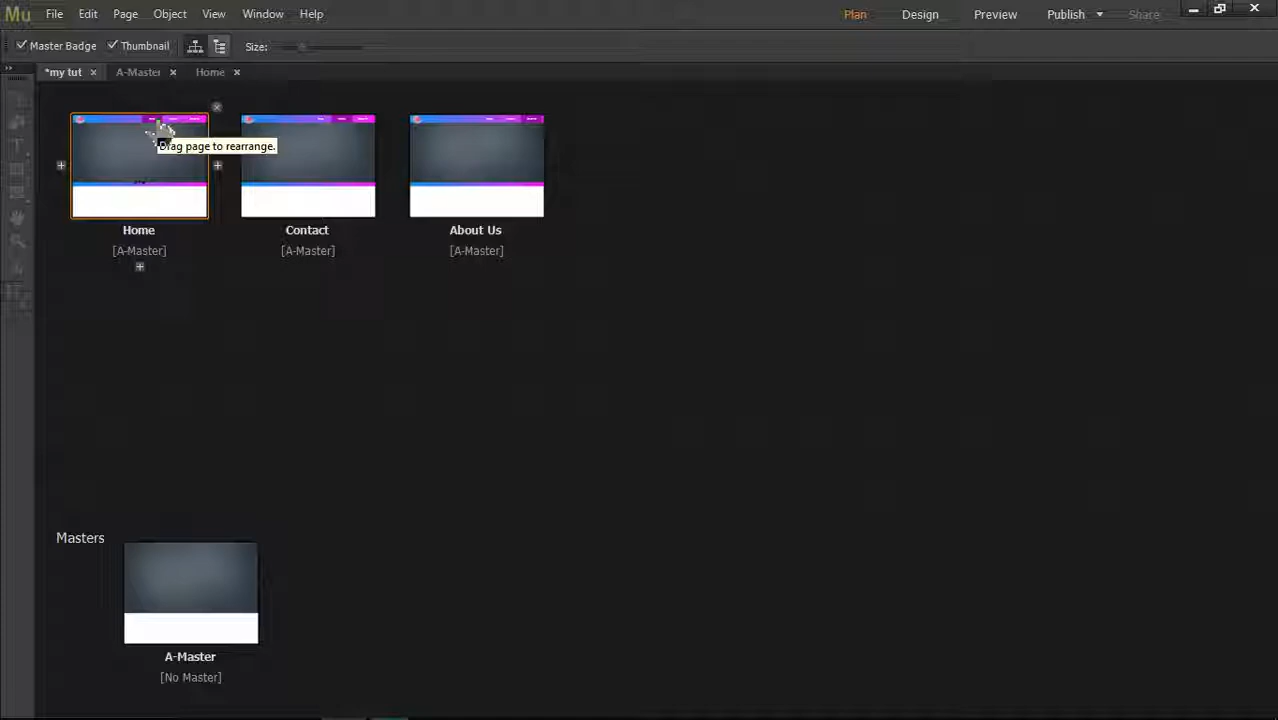 Mu File Edit Page Object View Window Help Plan Design Preview Publish Share
Master Badge Thumbnail Size:
*my tut A-Master Home
Drag page to rearrange.
Home Contact About Us
[A-Master] [A-Master] [A-Master]
Masters
A-Master
[No Master]